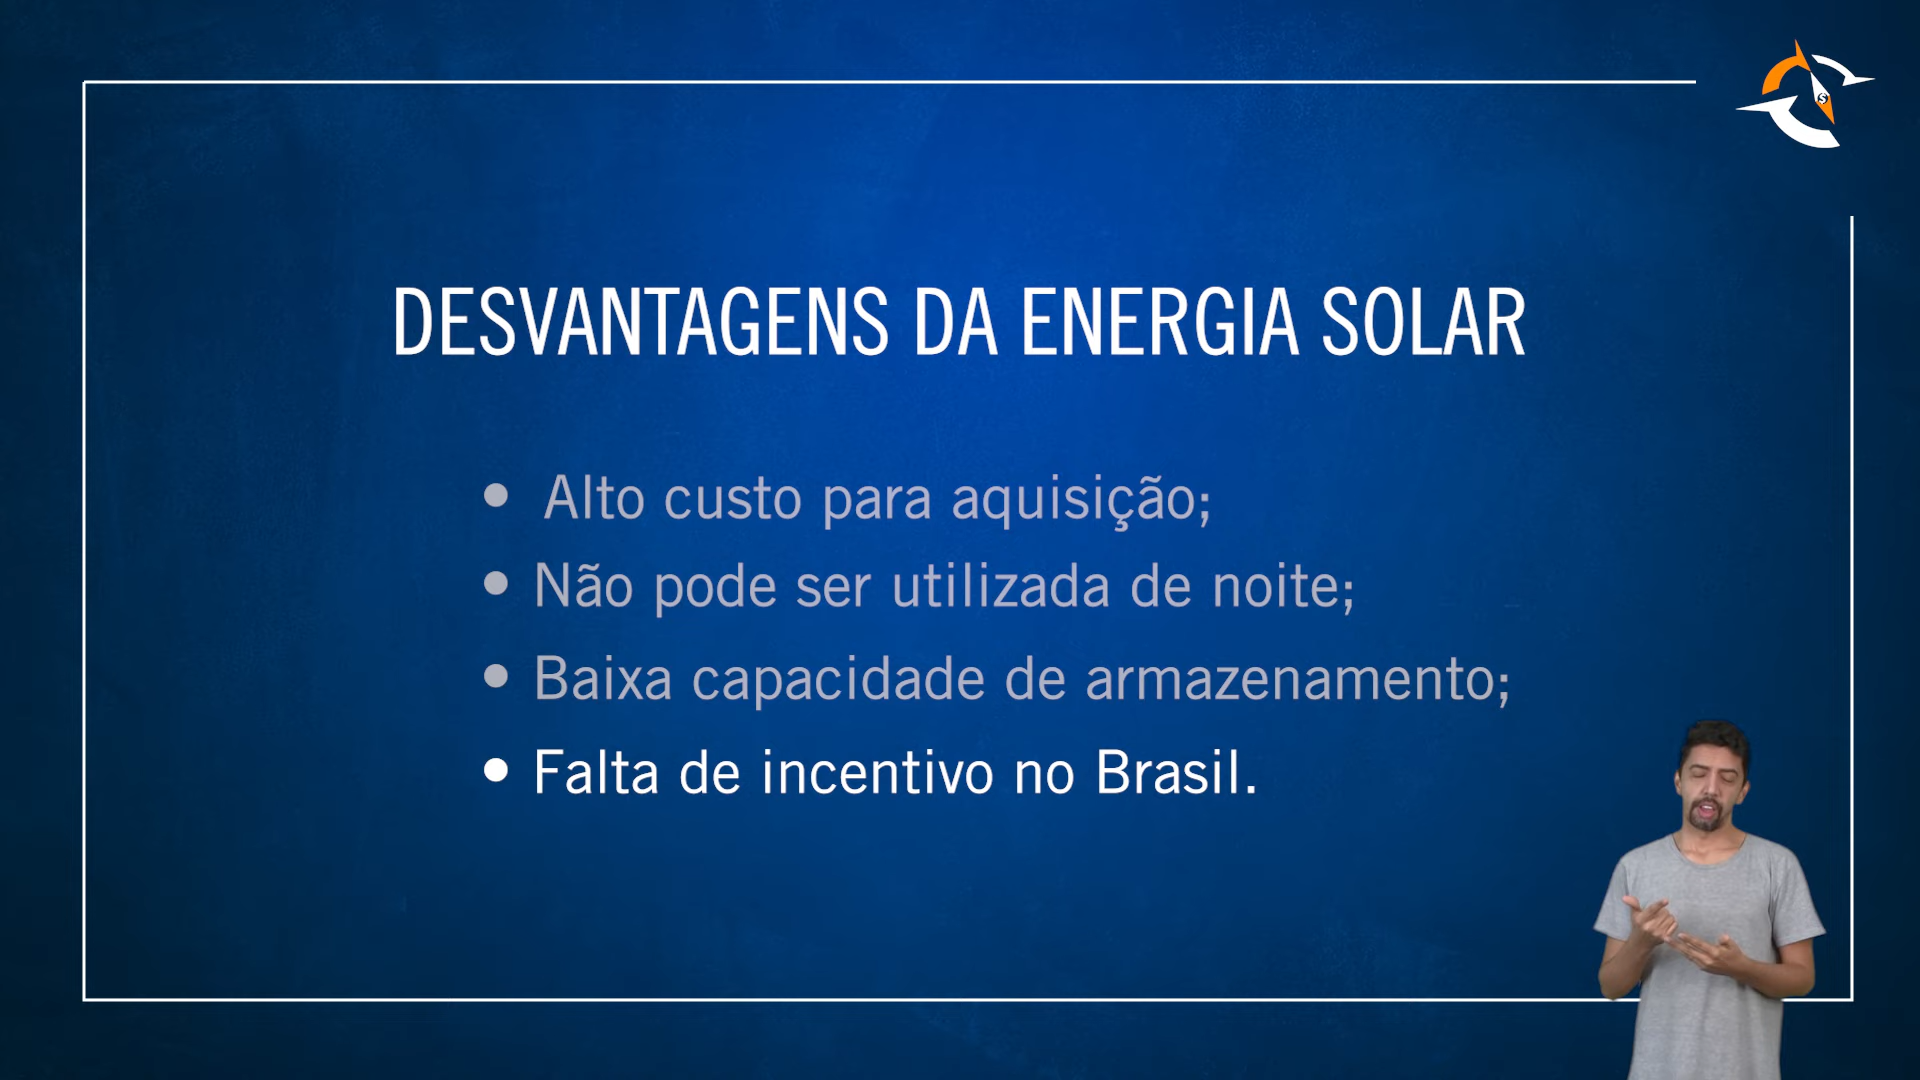 DESVANTAGENS DA ENERGIA SOLAR
• Alto custo para aquisição;
• Não pode ser utilizada de noite;
• Baixa capacidade de armazenamento;
• Falta de incentivo no Brasil.